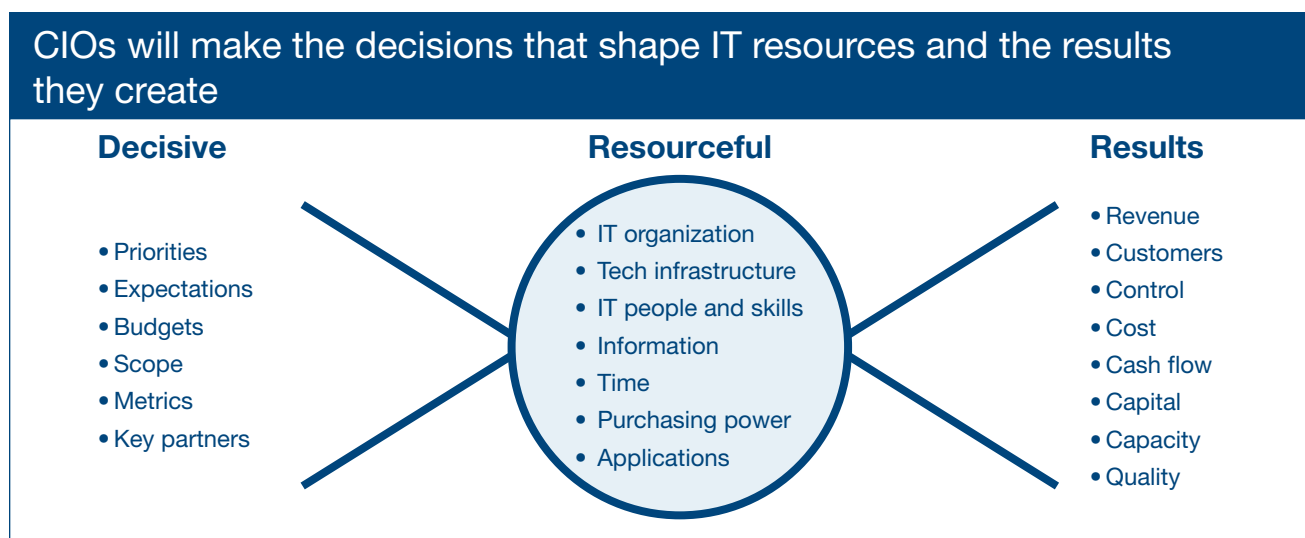 CIOs will make the decisions that shape IT resources and the results
they create
Decisive
• Priorities
• Expectations
• Budgets
• Scope
• Metrics
• Key partners
Resourceful
• IT organization
• Tech infrastructure
• IT people and skills
• Information
• Time
• Purchasing power
• Applications
Results
• Revenue
• Customers
• Control
• Cost
• Cash flow
• Capital
• Capacity
• Quality